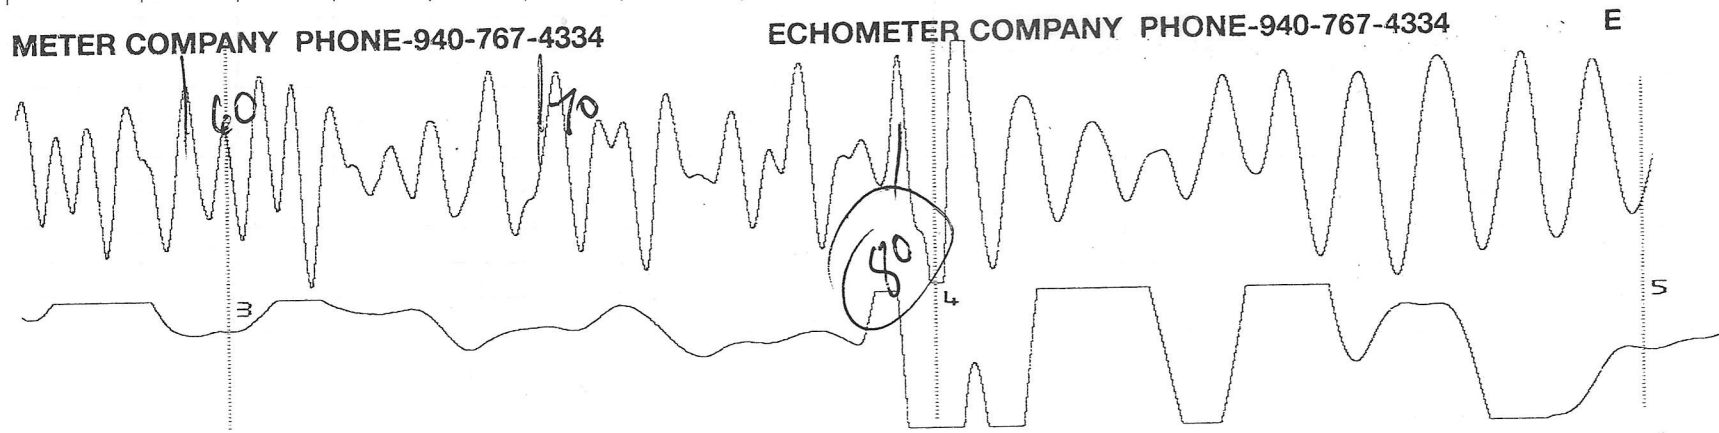 METER COMPANY PHONE-940-767-4334 ECHOMETER COMPANY PHONE-940-767-4334 E
60 70
80
3 4 5